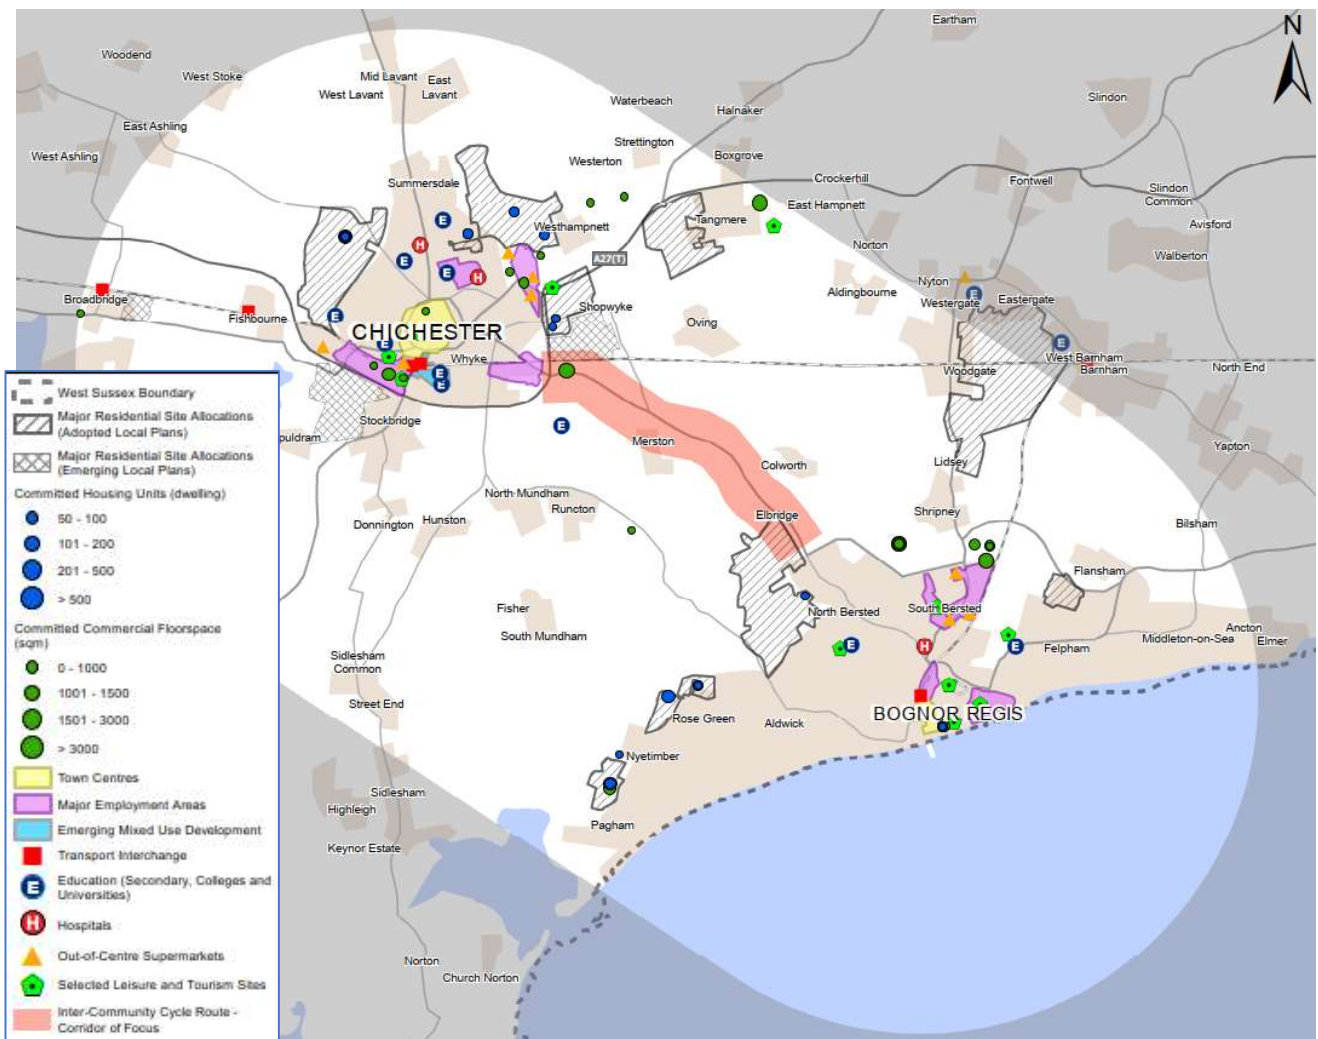 Eartham
N
Woodend
Mid Lavant
West Stoke
East
Lavant
West Lavant
Waterbeach
Slindon
Halnaker
East Ashling
Strettington
West Ashling
Westerton
Boxgrove
Crockerhill
Fontwell
Summersdale
Slindon
Common
East Hampnett
Tangmere
Westhampnett
Avisford
Norton
Walberton
A27(T)
Nyton
Aldingbourne
Broadbridge
Westergate
Eastergate
Shopwyke
Fishbourne
Oving
CHICHESTER
Whyke
West Barnham
Barnham
North End
Woodgate
Stockbridge
Merston
Yapton
Colworth
Lidsey
North Mundham
Runcton
Donnington
Hunston
Elbridge
Shripney
Bilsham
Flansham
Fisher
North Bersted
South Bersted
South Mundham
Ancton
Elmer
Middleton-on-Sea
Felpham
Sidlesham
Common
Street End
Rose Green
Aldwick
BOGNOR REGIS
Nyetimber
Sidlesham
Highleigh
Pagham
Keynor Estate
Norton
Church Norton
E
E
E
E
E
E
E
E
E
E
E
E
H
H
H
West Sussex Boundary
Major Residential Site Allocations
(Adopted Local Plans)
Major Residential Site Allocations
(Emerging Local Plans)
Committed Housing Units (dwelling)
50 - 100
101 - 200
201 - 500
> 500
Committed Commercial Floorspace
(sqm)
0 - 1000
1001 - 1500
1501 - 3000
> 3000
Town Centres
Major Employment Areas
Emerging Mixed Use Development
Transport Interchange
E
Education (Secondary, Colleges and
Universities)
H
Hospitals
Out-of-Centre Supermarkets
Selected Leisure and Tourism Sites
Inter-Community Cycle Route -
Corridor of Focus